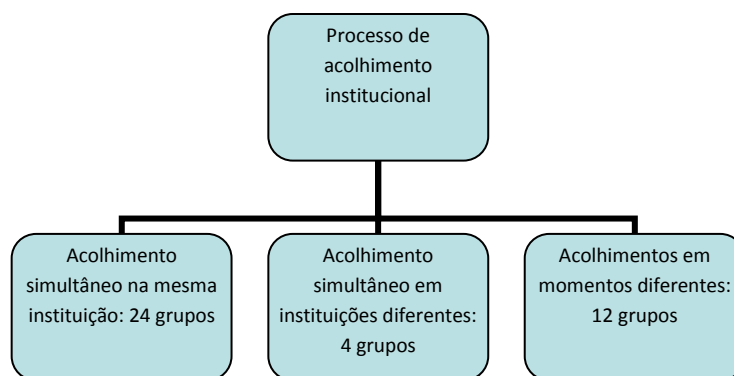 Processo de
acolhimento
institucional
Acolhimento
simultâneo na mesma
instituição: 24 grupos
Acolhimento
simultâneo em
instituições diferentes:
4 grupos
Acolhimentos em
momentos diferentes:
12 grupos